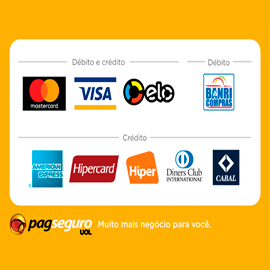 Débito e crédito
Débito
mastercard
VISA
elo
BANRI
COMPRAS
Crédito
AMERICAN
EXPRESS
Hipercard
Hiper
Diners Club
INTERNATIONAL
CABAL
pagseguro
UOL
Muito mais negócio para você.